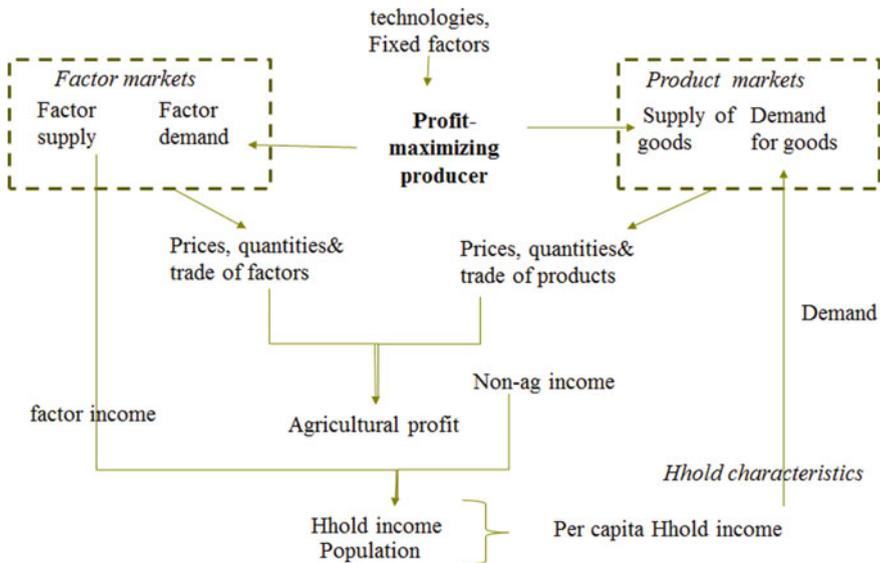 technologies,
Fixed factors
Factor markets
Factor
supply
Factor
demand
Profit-
maximizing
producer
Product markets
Supply of
goods
Demand
for goods
Prices, quantities&
trade of factors
Prices, quantities&
trade of products
Demand
Non-ag income
factor income
Agricultural profit
Hhold characteristics
Hhold income
Population
Per capita Hhold income